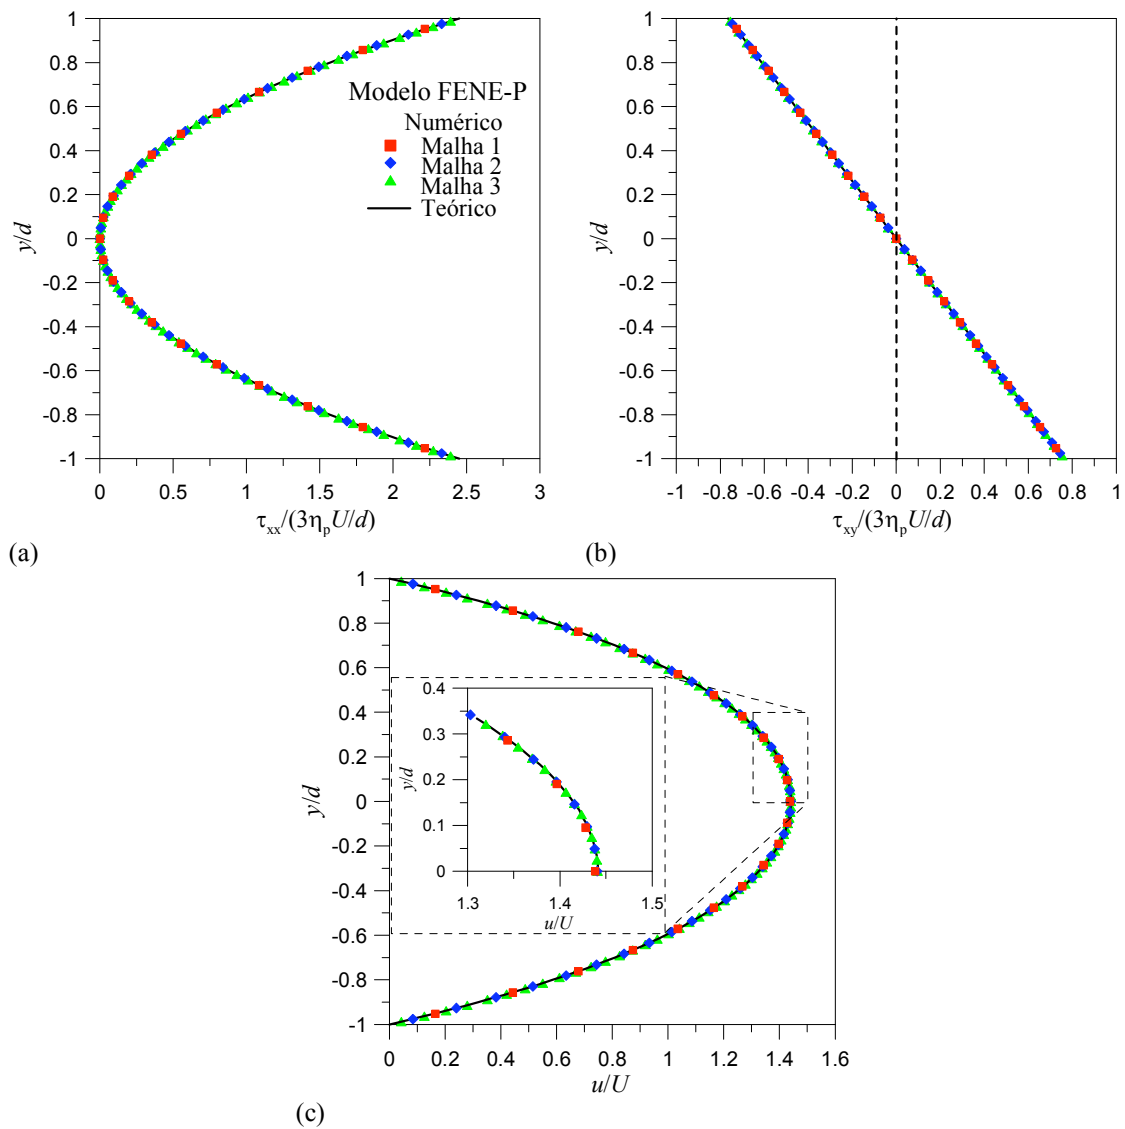 1
0.8
0.6
0.4
0.2
0
-0.2
-0.4
-0.6
-0.8
-1
y/d
Modelo FENE-P
Numérico
Malha 1
Malha 2
Malha 3
Teórico
0 0.5 1 1.5 2 2.5 3
τxx/(3ηpU/d)
(a)
1
0.8
0.6
0.4
0.2
0
-0.2
-0.4
-0.6
-0.8
-1
y/d
-1 -0.8 -0.6 -0.4 -0.2 0 0.2 0.4 0.6 0.8 1
τxy/(3ηpU/d)
(b)
1
0.8
0.6
0.4
0.2
0
-0.2
-0.4
-0.6
-0.8
-1
y/d
0.4
0.3
0.2
0.1
0
y/d
1.3 1.4 1.5
u/U
0 0.2 0.4 0.6 0.8 1 1.2 1.4 1.6
u/U
(c)